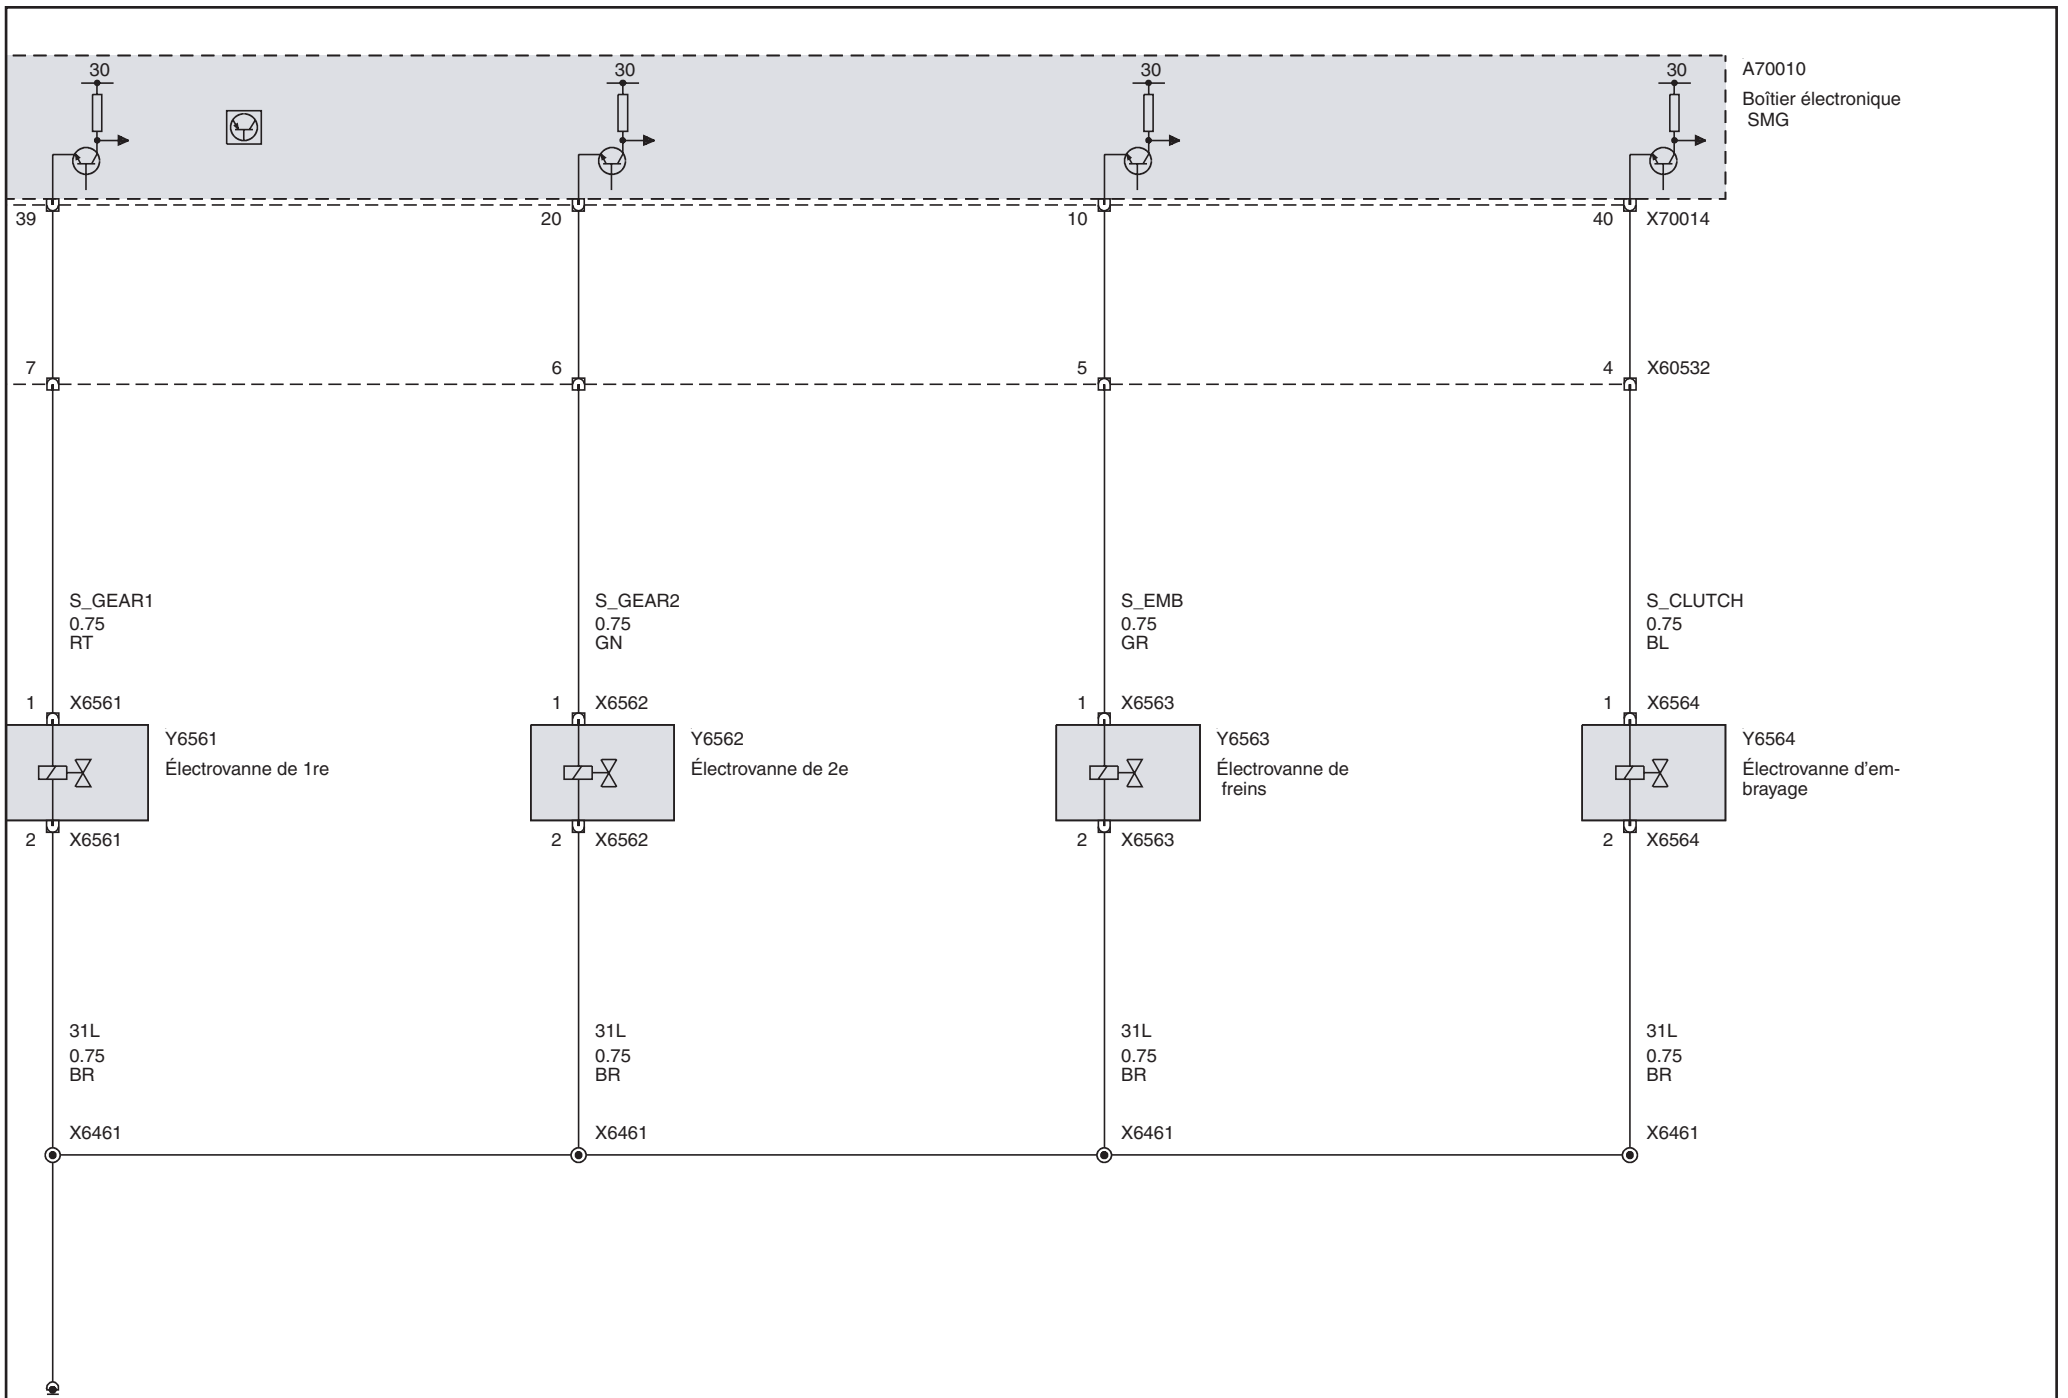 30 30 30 30
A70010
Boîtier électronique
SMG
39 20 10 40 X70014
7 6 5 4 X60532
S_GEAR1 S_GEAR2 S_EMB S_CLUTCH
0.75 0.75 0.75 0.75
RT GN GR BL
1 X6561 1 X6562 1 X6563 1 X6564
Y6561 Y6562 Y6563 Y6564
Électrovanne de 1re Électrovanne de 2e Électrovanne de Électrovanne d’em-
freins brayage
2 X6561 2 X6562 2 X6563 2 X6564
31L 31L 31L 31L
0.75 0.75 0.75 0.75
BR BR BR BR
X6461 X6461 X6461 X6461